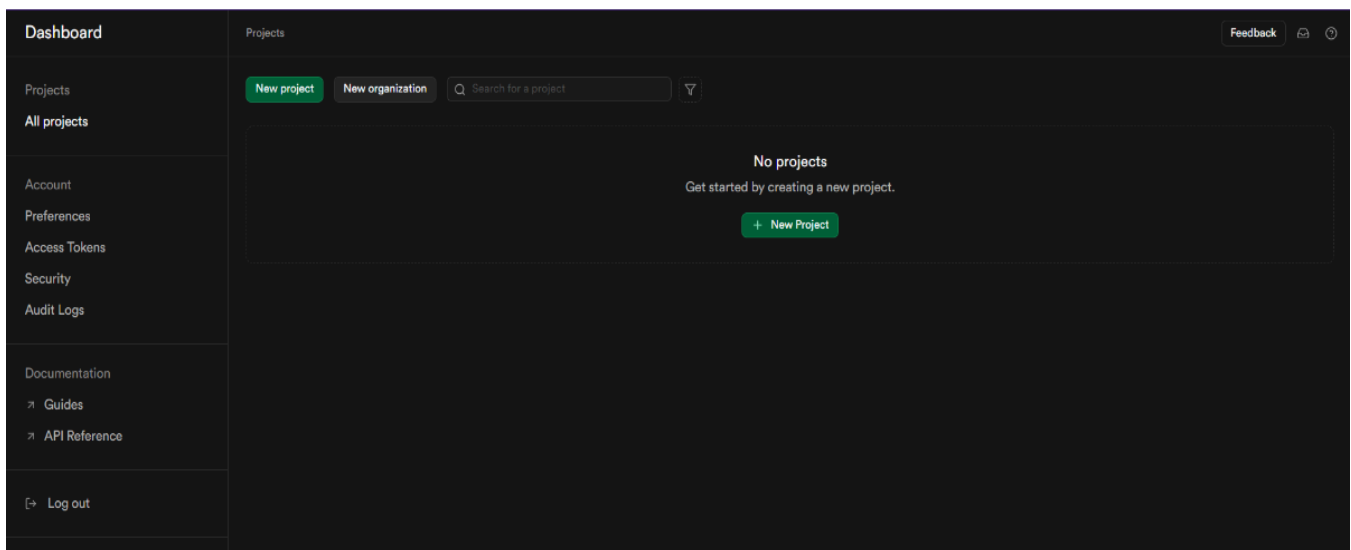 Dashboard
Projects
Feedback
Projects
All projects
Account
Preferences
Access Tokens
Security
Audit Logs
Documentation
Guides
API Reference
Log out
New project
New organization
Search for a project
No projects
Get started by creating a new project.
+ New Project